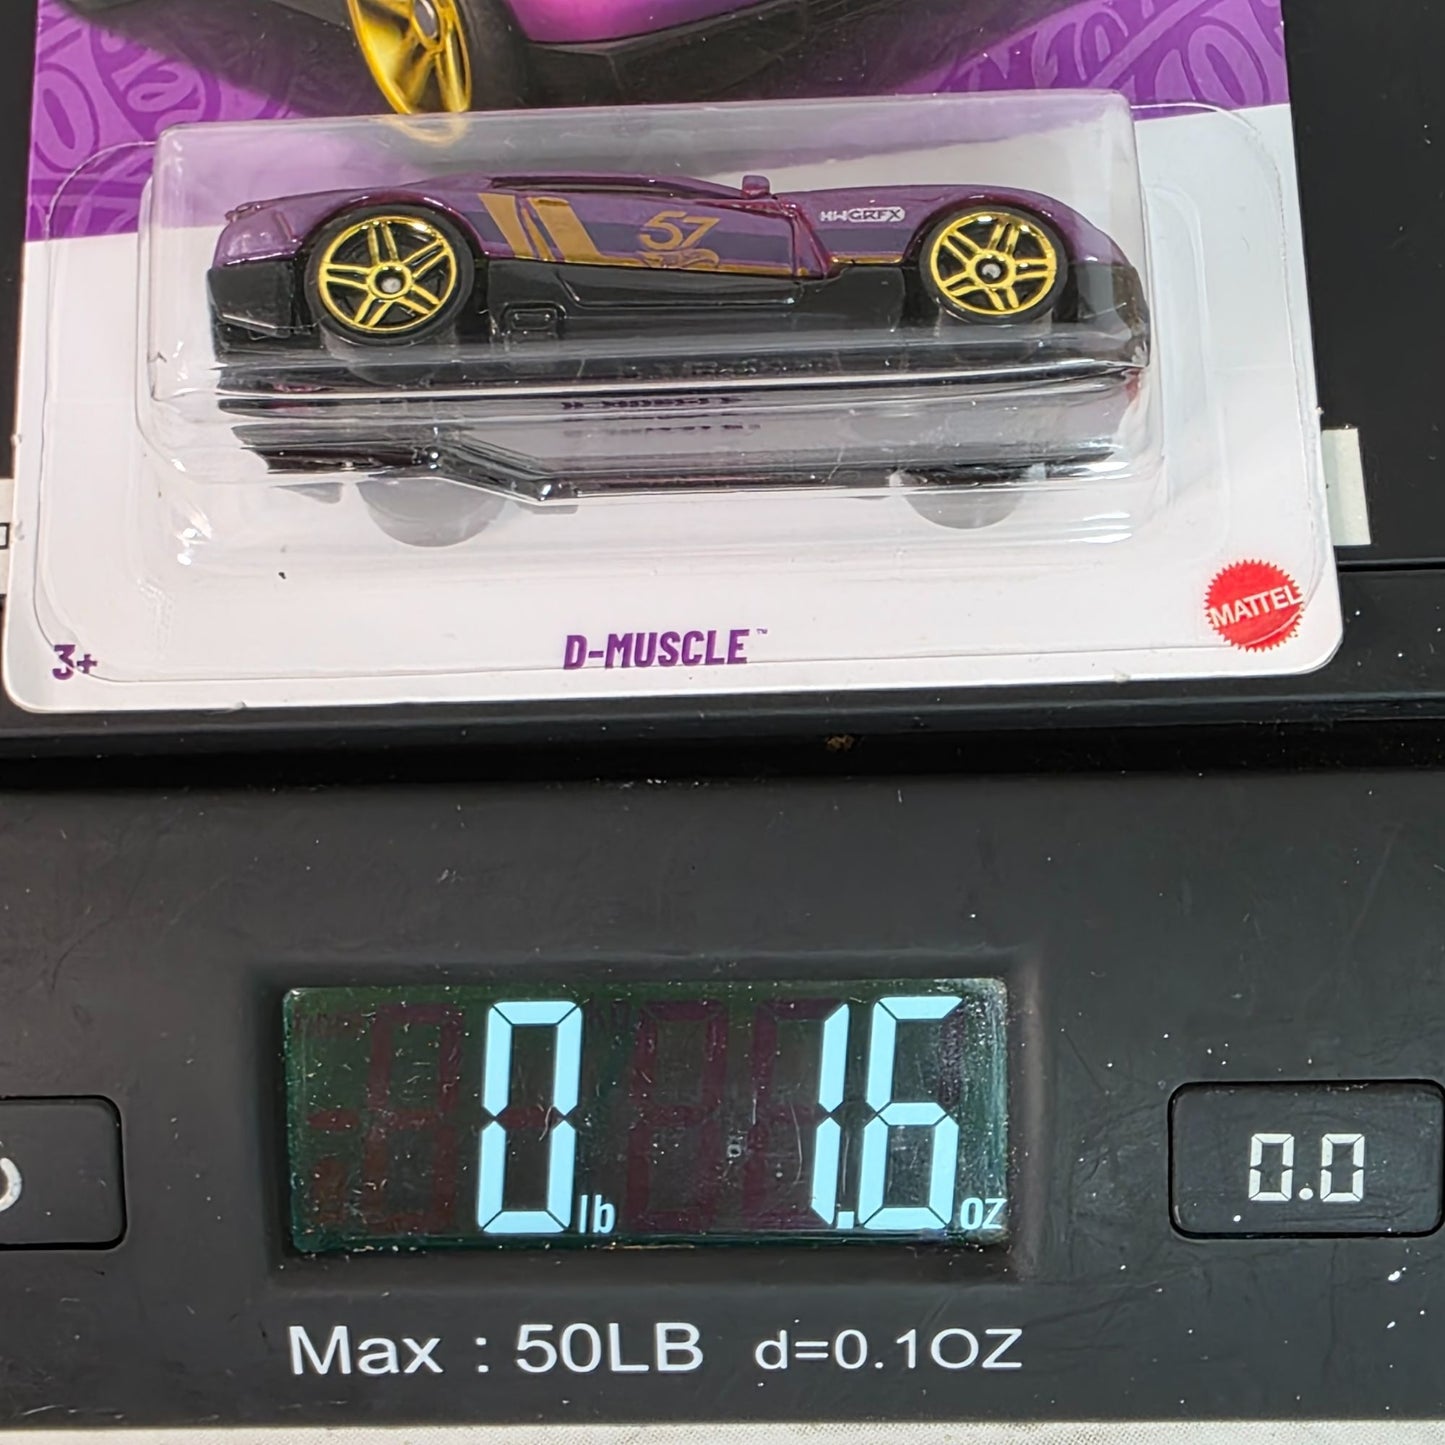 57
HWGRFX
3+
D-MUSCLE™
MATTEL
0 lb 1.6 oz
0.0
Max : 50LB d=0.1OZ